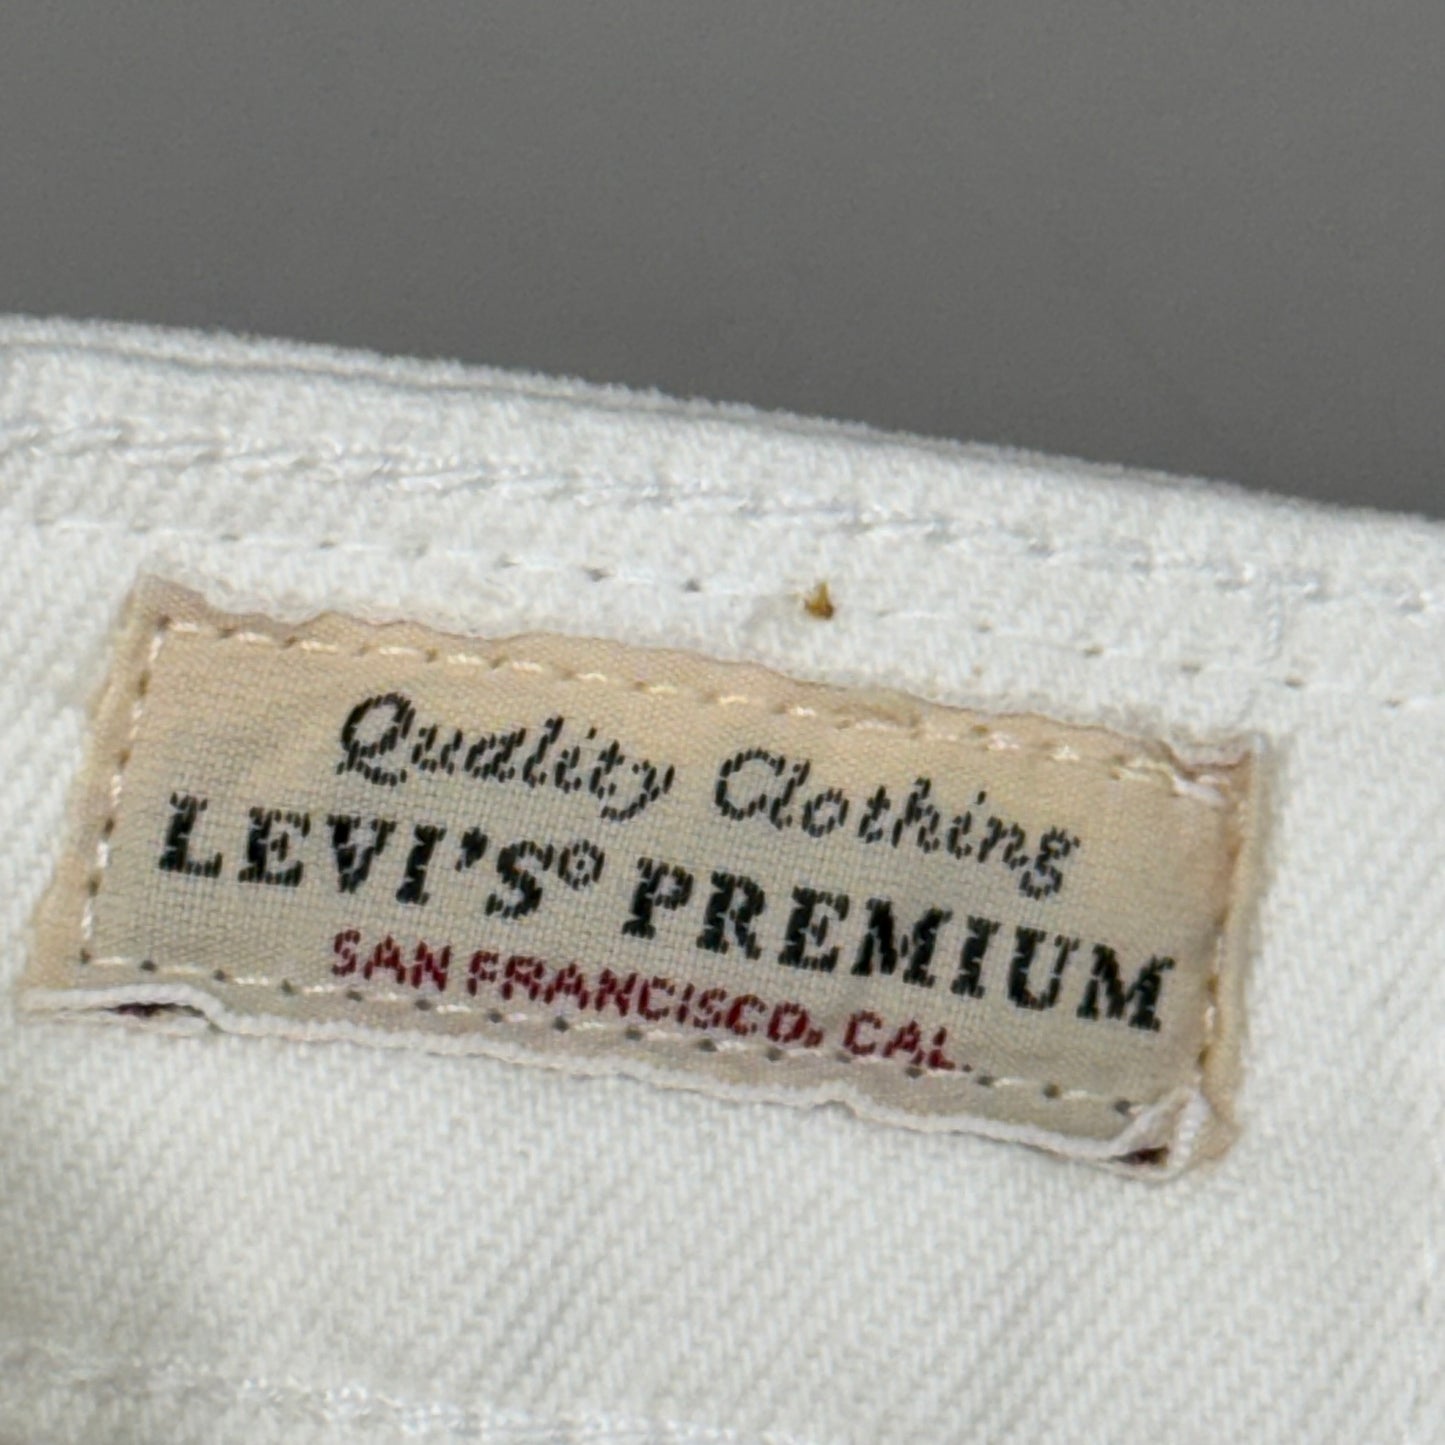 Quality Clothing
LEVI'S® PREMIUM
SAN FRANCISCO, CAL.